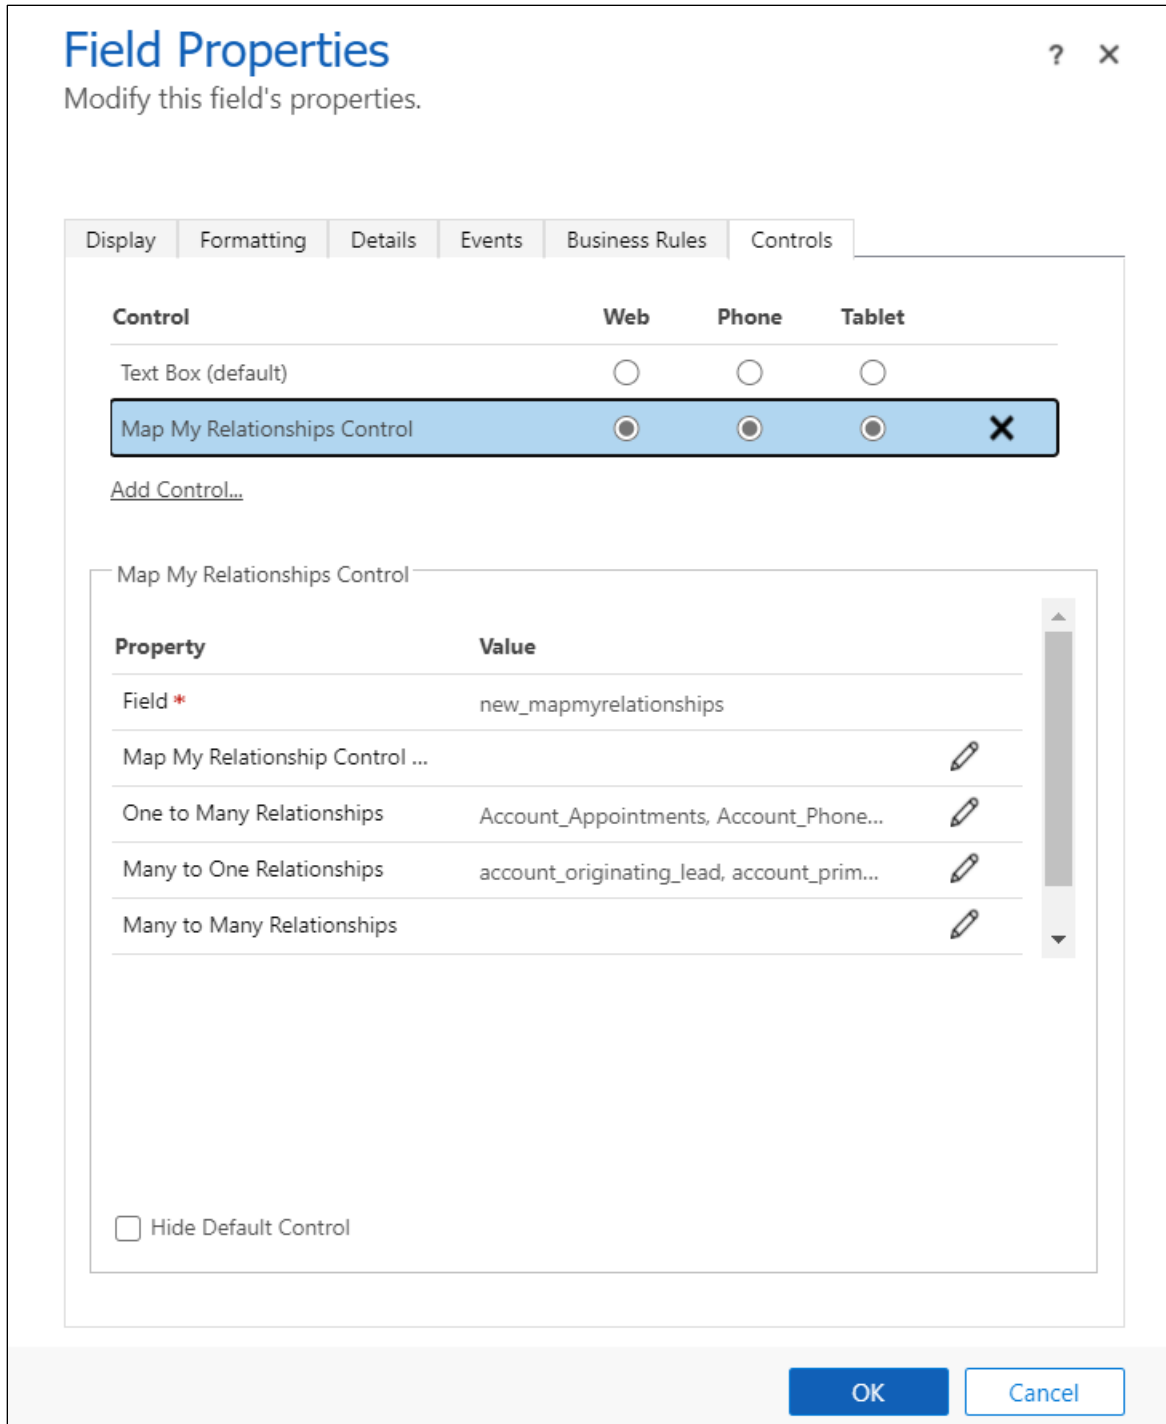 Field Properties
? ✕
Modify this field's properties.
Display Formatting Details Events Business Rules Controls
Control Web Phone Tablet
Text Box (default)
Map My Relationships Control
Add Control...
Map My Relationships Control
Property Value
Field * new_mapmyrelationships
Map My Relationship Control ...
One to Many Relationships Account_Appointments, Account_Phone...
Many to One Relationships account_originating_lead, account_prim...
Many to Many Relationships
Hide Default Control
OK Cancel